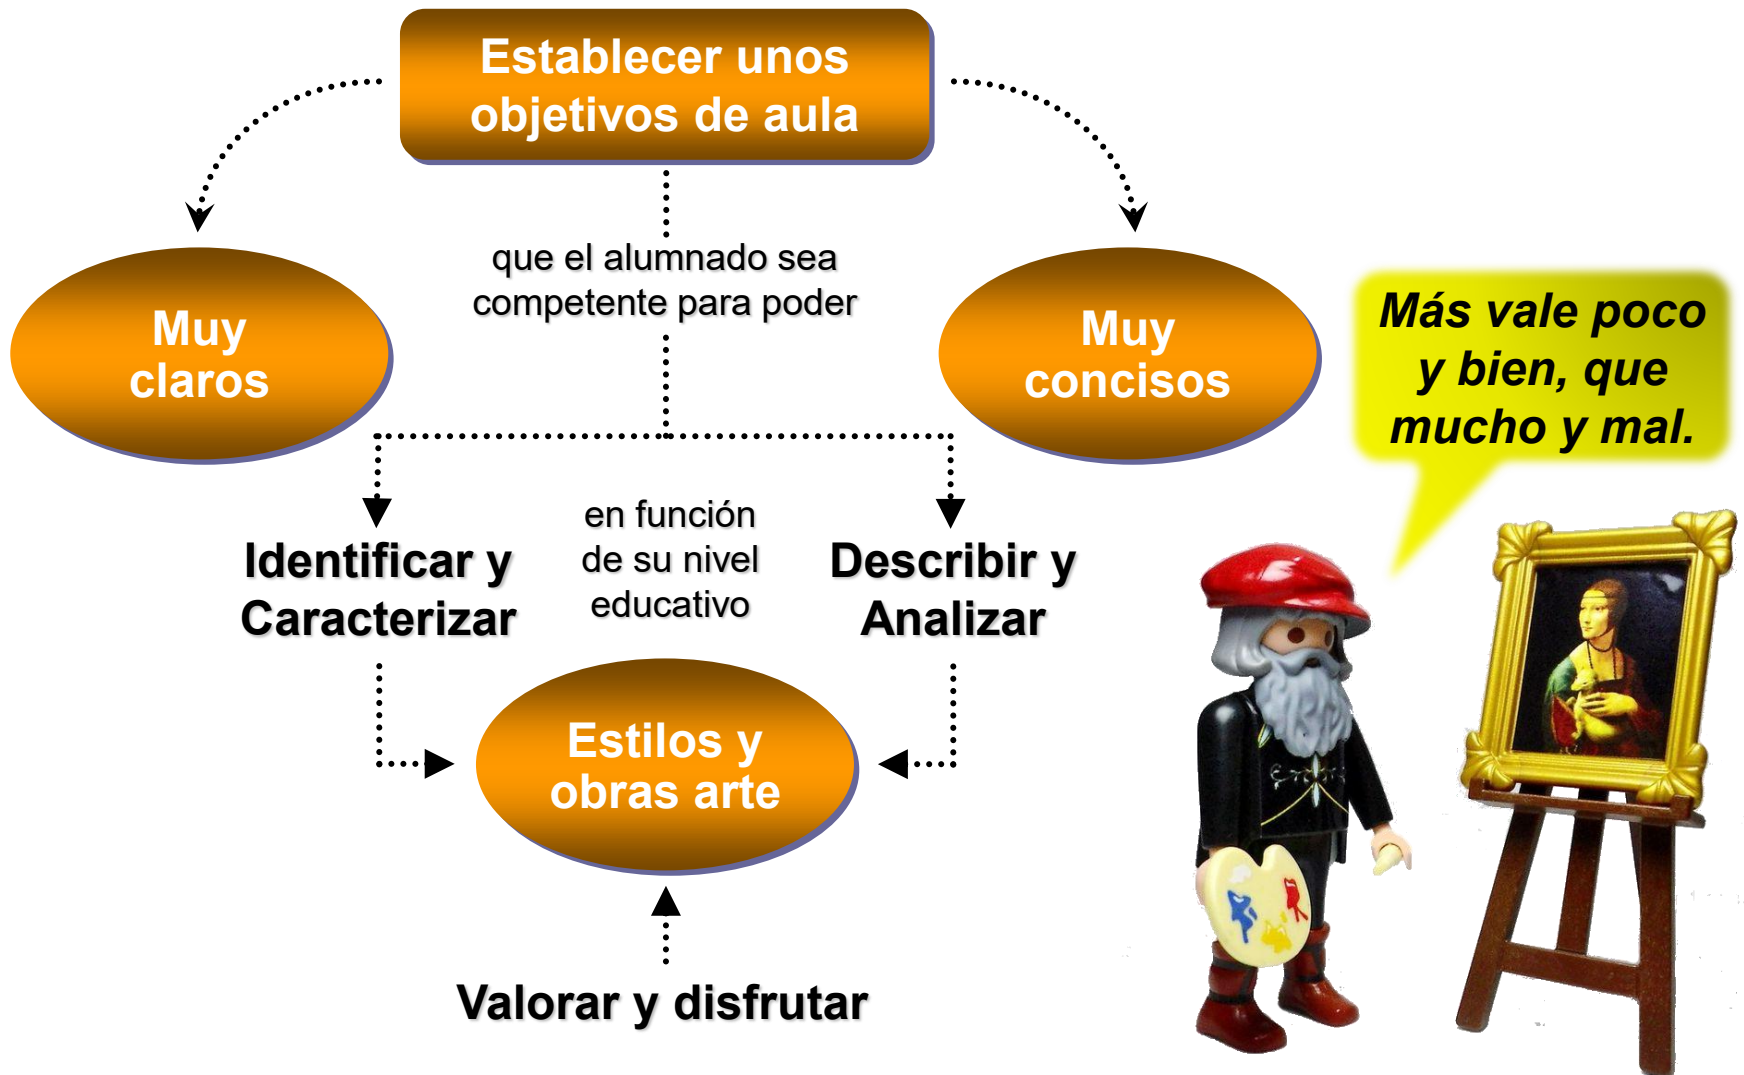 Establecer unos
objetivos de aula
que el alumnado sea
competente para poder
Muy
claros
Muy
concisos
Más vale poco
y bien, que
mucho y mal.
Identificar y
Caracterizar
en función
de su nivel
educativo
Describir y
Analizar
Estilos y
obras arte
Valorar y disfrutar